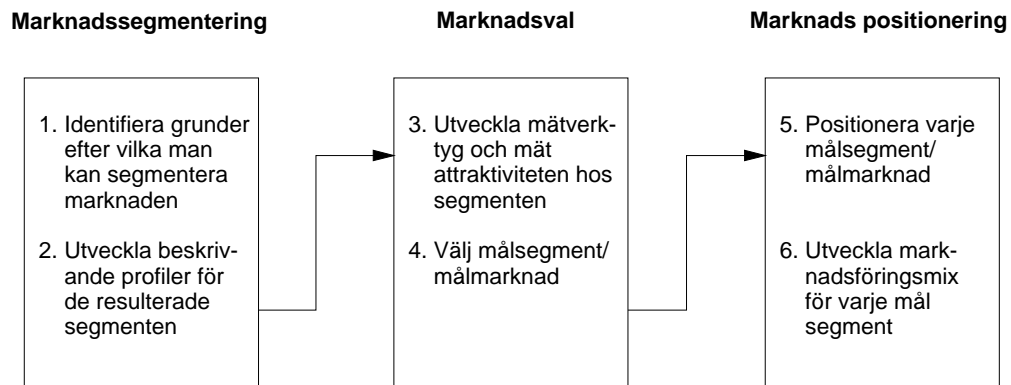 Marknadssegmentering
1. Identifiera grunder
efter vilka man
kan segmentera
marknaden
2. Utveckla beskriv-
ande profiler för
de resulterade
segmenten
Marknadsval
3. Utveckla mätverk-
tyg och mät
attraktiviteten hos
segmenten
4. Välj målsegment/
målmarknad
Marknads positionering
5. Positionera varje
målsegment/
målmarknad
6. Utveckla mark-
nadsföringsmix
för varje mål
segment